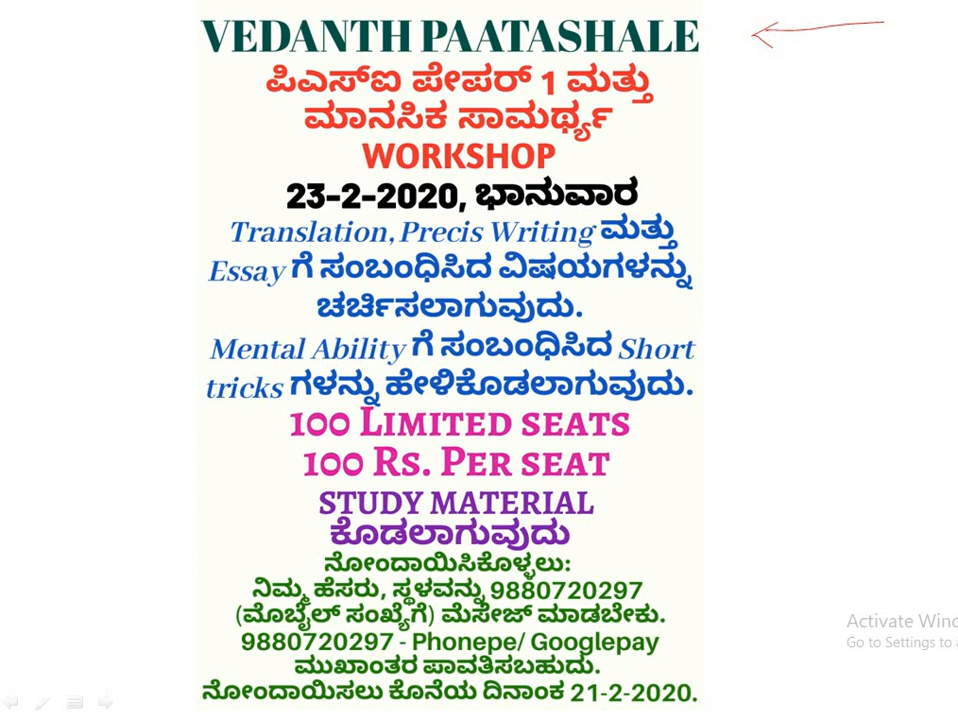 VEDANTH PAATASHALE
ಪಿಎಸ್ಐ ಪೇಪರ್ 1 ಮತ್ತು
ಮಾನಸಿಕ ಸಾಮರ್ಥ್ಯ
WORKSHOP
23-2-2020, ಭಾನುವಾರ
Translation, Precis Writing ಮತ್ತು
Essay ಗೆ ಸಂಬಂಧಿಸಿದ ವಿಷಯಗಳನ್ನು
ಚರ್ಚಿಸಲಾಗುವುದು.
Mental Ability ಗೆ ಸಂಬಂಧಿಸಿದ Short
tricks ಗಳನ್ನು ಹೇಳಿಕೊಡಲಾಗುವುದು.
100 LIMITED SEATS
100 RS. PER SEAT
STUDY MATERIAL
ಕೊಡಲಾಗುವುದು
ನೋಂದಾಯಿಸಿಕೊಳ್ಳಲು:
ನಿಮ್ಮ ಹೆಸರು, ಸ್ಥಳವನ್ನು 9880720297
(ಮೊಬೈಲ್ ಸಂಖ್ಯೆಗೆ) ಮೆಸೇಜ್ ಮಾಡಬೇಕು.
9880720297 - Phonepe/ Googlepay
ಮುಖಾಂತರ ಪಾವತಿಸಬಹುದು.
ನೋಂದಾಯಿಸಲು ಕೊನೆಯ ದಿನಾಂಕ 21-2-2020.
Activate Wind
Go to Settings to